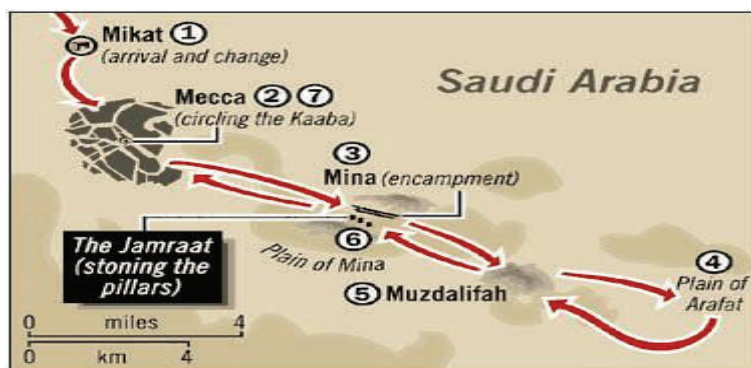 Mikat 1
(arrival and change)
Saudi Arabia
Mecca 2 7
(circling the Kaaba)
3
Mina (encampment)
The Jamraat
(stoning the
pillars)
6
Plain of Mina
5 Muzdalifah
4
Plain of
Arafat
0 miles 4
0 km 4